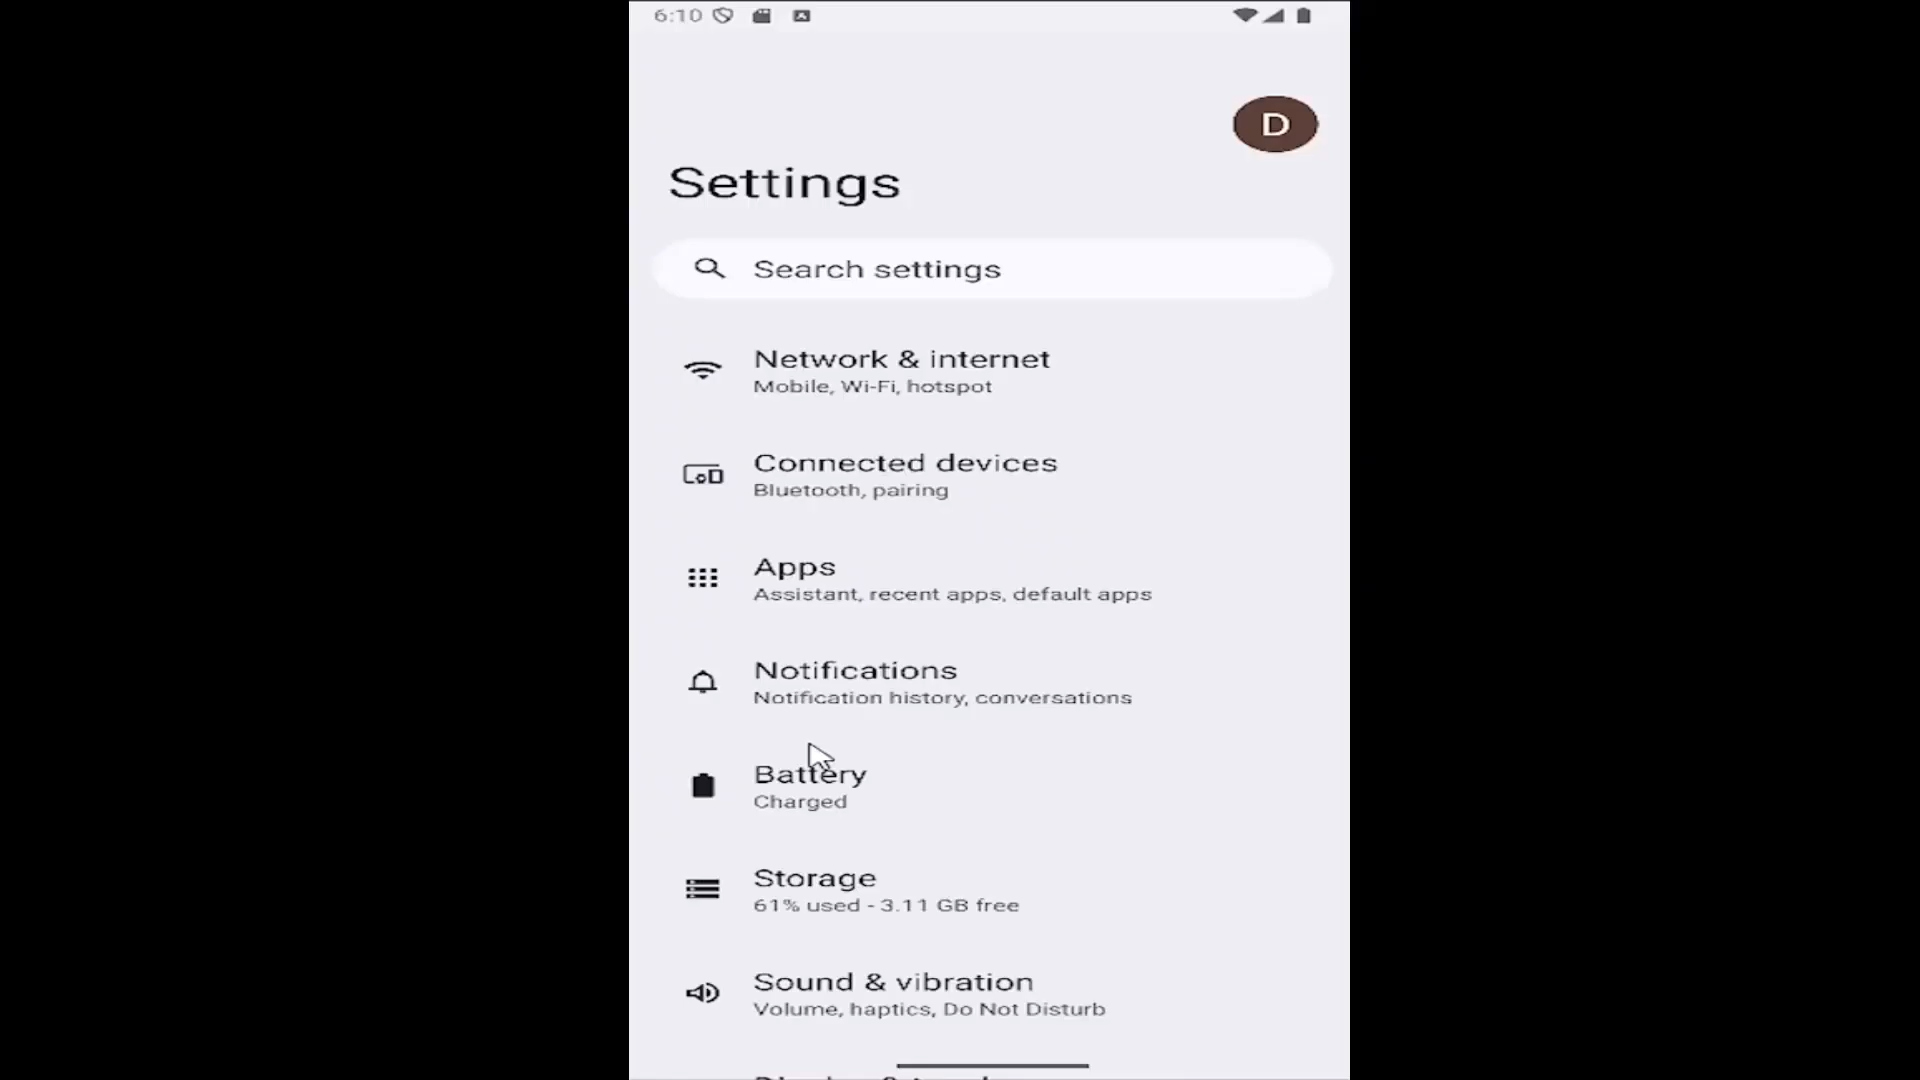 6:10
D
Settings
Search settings
Network & internet
Mobile, Wi-Fi, hotspot
Connected devices
Bluetooth, pairing
Apps
Assistant, recent apps, default apps
Notifications
Notification history, conversations
Battery
Charged
Storage
61% used - 3.11 GB free
Sound & vibration
Volume, haptics, Do Not Disturb